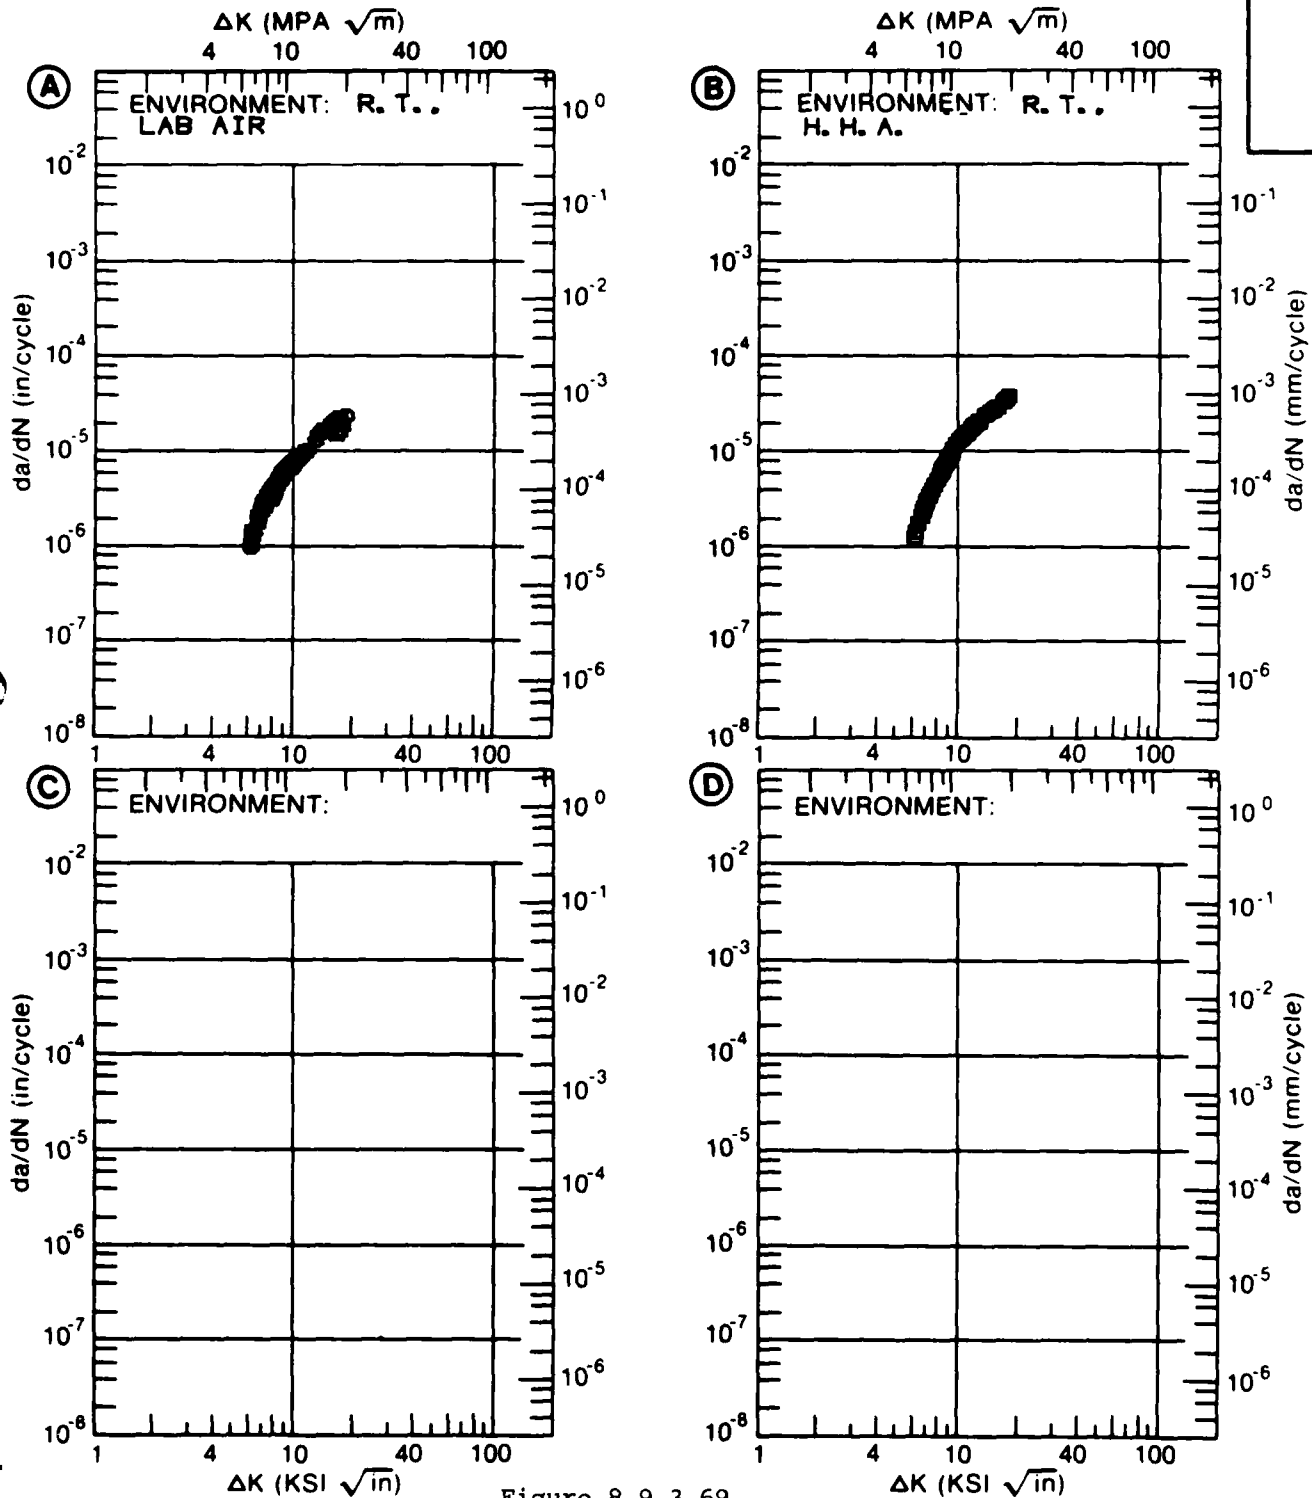 ΔK (MPA √m)
4 10 40 100
A
ENVIRONMENT: R. T..
LAB AIR
10^0
10^-2
10^-1
10^-3
10^-2
10^-4
10^-3
10^-5
10^-4
10^-6
10^-5
10^-7
10^-6
10^-8
1 4 10 40 100
da/dN (in/cycle)
ΔK (MPA √m)
4 10 40 100
B
ENVIRONMENT: R. T..
H. H. A.
10^-2
10^-1
10^-3
10^-2
10^-4
10^-3
10^-5
10^-4
10^-6
10^-5
10^-7
10^-6
10^-8
1 4 10 40 100
da/dN (mm/cycle)
C
ENVIRONMENT:
10^0
10^-2
10^-1
10^-3
10^-2
10^-4
10^-3
10^-5
10^-4
10^-6
10^-5
10^-7
10^-6
10^-8
1 4 10 40 100
da/dN (in/cycle)
ΔK (KSI √in)
D
ENVIRONMENT:
10^0
10^-2
10^-1
10^-3
10^-2
10^-4
10^-3
10^-5
10^-4
10^-6
10^-5
10^-7
10^-6
10^-8
1 4 10 40 100
da/dN (mm/cycle)
ΔK (KSI √in)
Figure 8.9.3.69